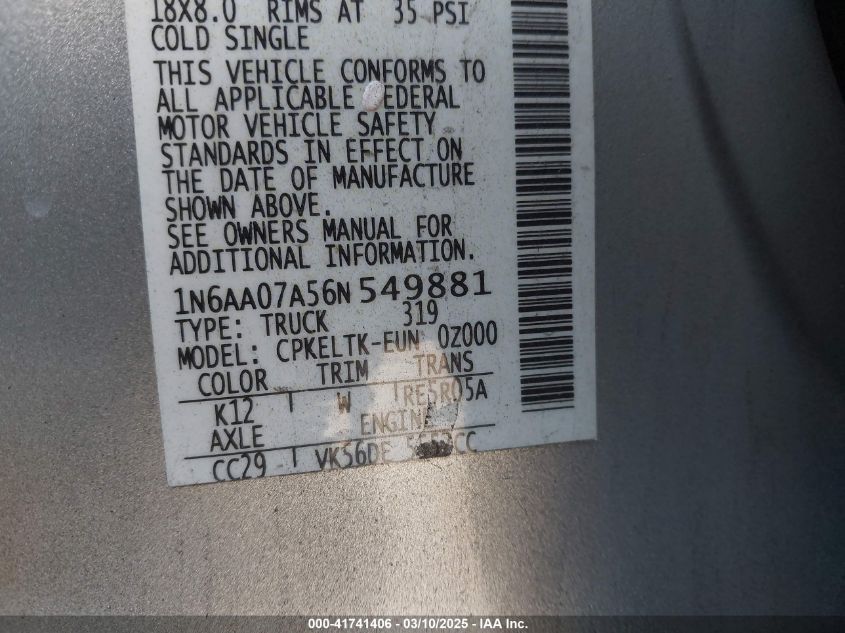 18X8.0 RIMS AT 35 PSI
COLD SINGLE
THIS VEHICLE CONFORMS TO
ALL APPLICABLE EDERAL
MOTOR VEHICLE SAFETY
STANDARDS IN EFFECT ON
THE DATE OF MANUFACTURE
SHOWN ABOVE.
SEE OWNERS MANUAL FOR
ADDITIONAL INFORMATION.
1N6AA07A56N549881
TYPE: TRUCK 319
MODEL: CPKELTK-EUN 0Z000
COLOR TRIM TRANS
K12 W RE5R05A
AXLE ENGINE
CC29 VK56DE
000-41741406 - 03/10/2025 - IAA Inc.